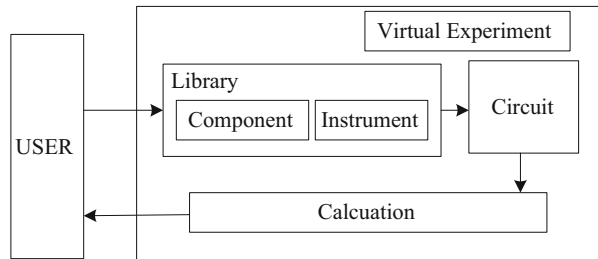 Virtual Experiment
Library
Component
Instrument
Circuit
USER
Calcuation